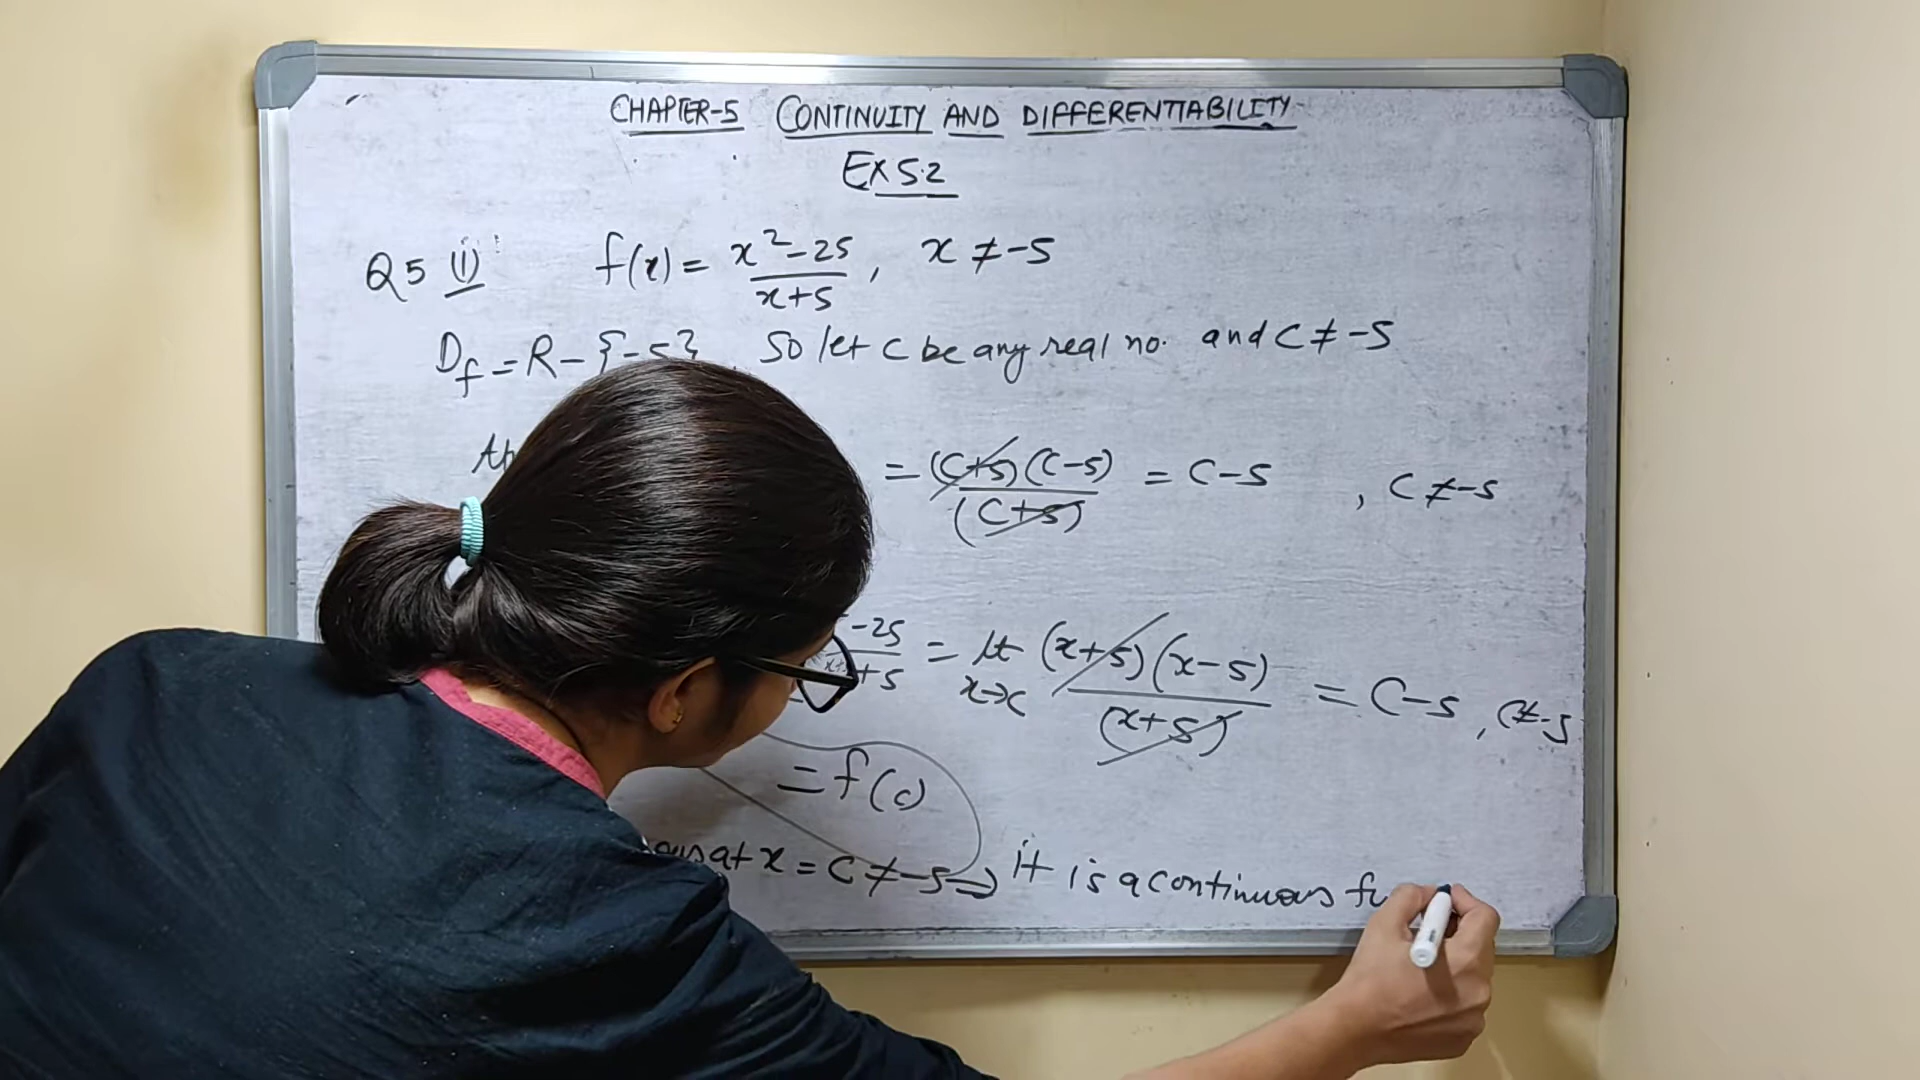 CHAPTER-5 CONTINUITY AND DIFFERENTIABILITY
EX 5.2
Q5 (i) f(x) = x²-25 / x+5 , x ≠ -5
Df = R - {-5} So let C be any real no. and C ≠ -5
= (C+5)(C-5) / (C+5) = C-5 , C ≠ -5
-25 / +5 = lt x→c (x+5)(x-5) / (x+5) = C-5, C≠-5
= f(c)
at x = C ≠ -5 ⇒ it is a continuous